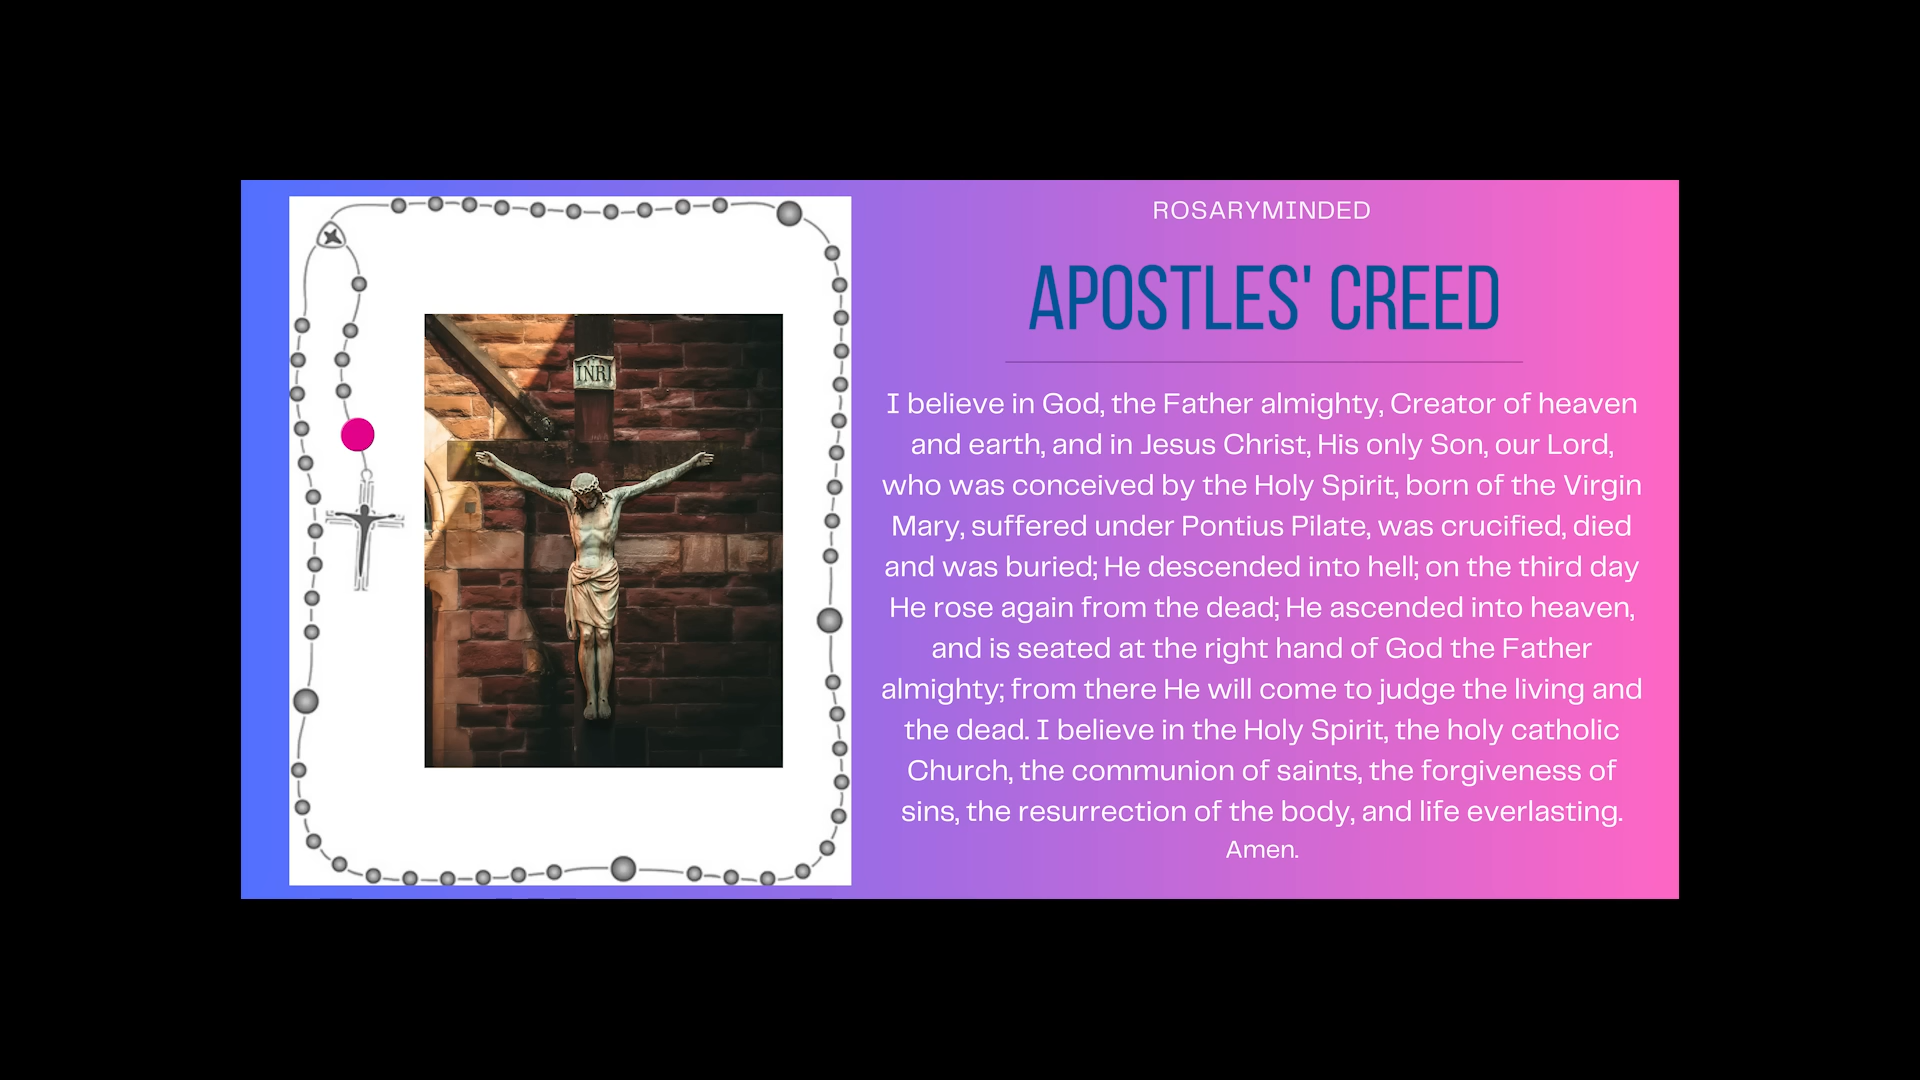 INRI
ROSARYMINDED
APOSTLES' CREED
I believe in God, the Father almighty, Creator of heaven
and earth, and in Jesus Christ, His only Son, our Lord,
who was conceived by the Holy Spirit, born of the Virgin
Mary, suffered under Pontius Pilate, was crucified, died
and was buried; He descended into hell; on the third day
He rose again from the dead; He ascended into heaven,
and is seated at the right hand of God the Father
almighty; from there He will come to judge the living and
the dead. I believe in the Holy Spirit, the holy catholic
Church, the communion of saints, the forgiveness of
sins, the resurrection of the body, and life everlasting.
Amen.